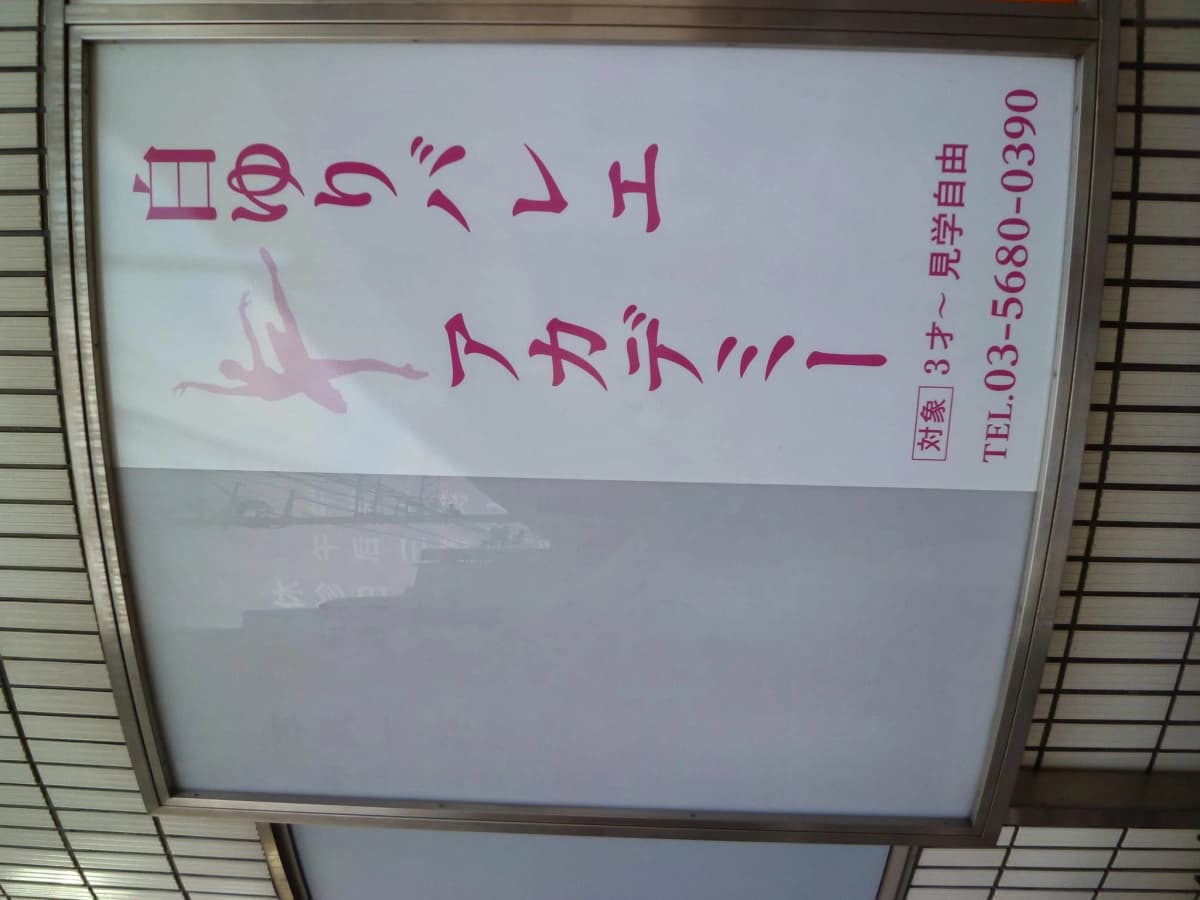 白ゆりバレエ
アカデミー
対象 3才〜 見学自由
TEL.03-5680-0390